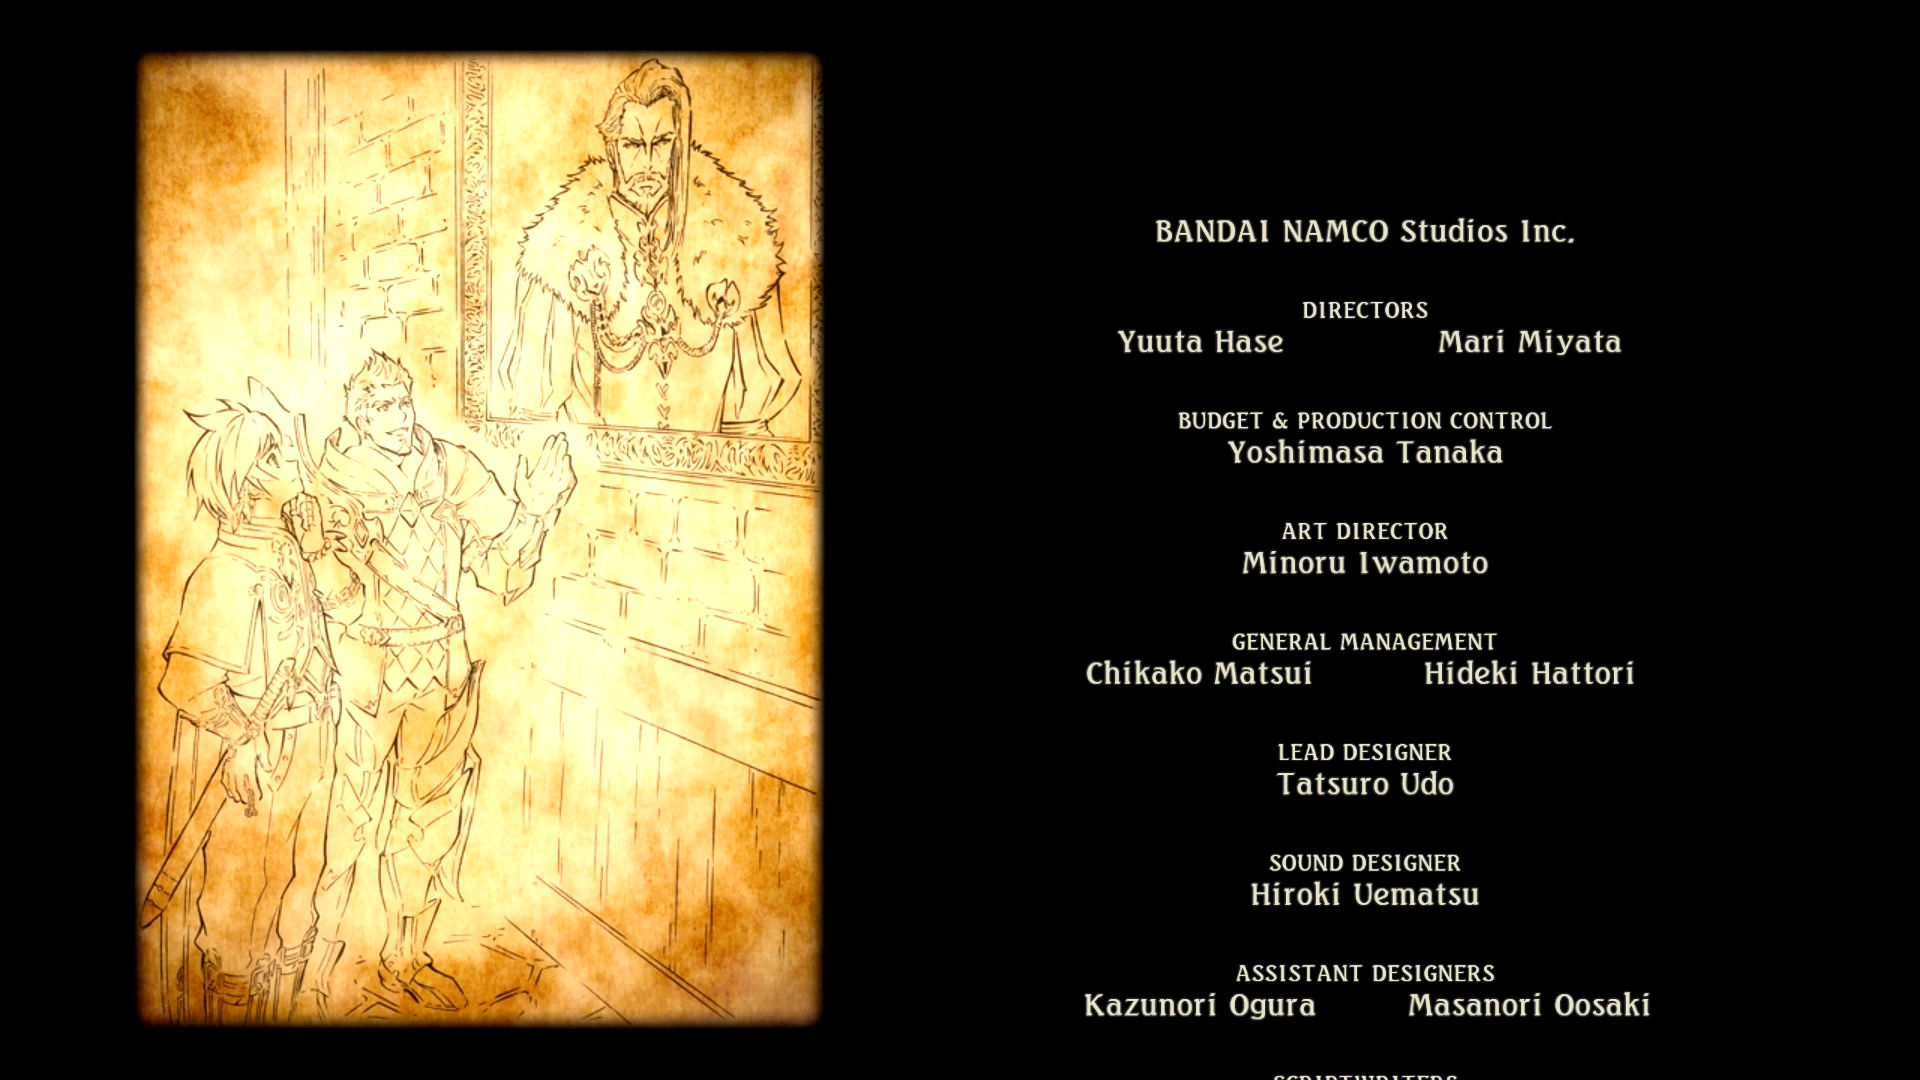 BANDAI NAMCO Studios Inc.
DIRECTORS
Yuuta Hase Mari Miyata
BUDGET & PRODUCTION CONTROL
Yoshimasa Tanaka
ART DIRECTOR
Minoru Iwamoto
GENERAL MANAGEMENT
Chikako Matsui Hideki Hattori
LEAD DESIGNER
Tatsuro Udo
SOUND DESIGNER
Hiroki Uematsu
ASSISTANT DESIGNERS
Kazunori Ogura Masanori Oosaki
SCRIPTWRITERS